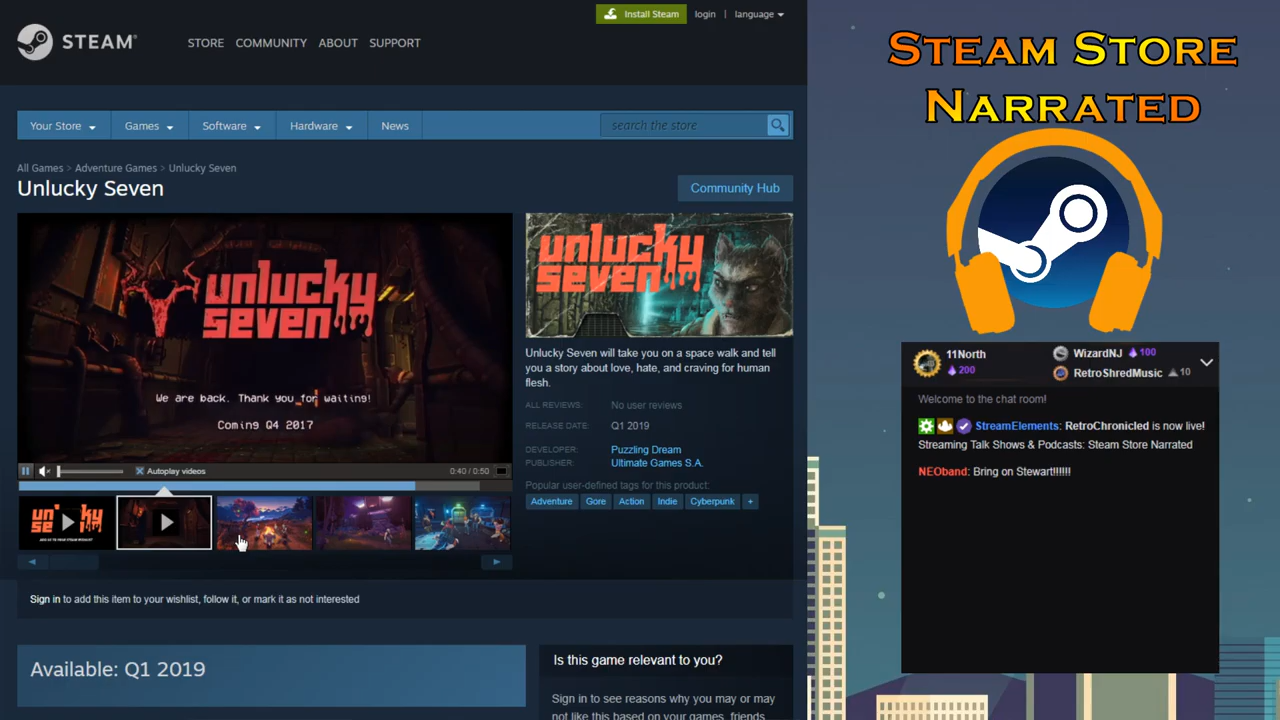 Install Steam
login | language
STEAM
STORE COMMUNITY ABOUT SUPPORT
Your Store Games Software Hardware News
search the store
All Games > Adventure Games > Unlucky Seven
Unlucky Seven
Community Hub
unlucky
seven
We are back. Thank you for waiting!
Coming Q4 2017
Autoplay videos
0:40 / 0:50
unlucky
seven
Unlucky Seven will take you on a space walk and tell
you a story about love, hate, and craving for human
flesh.
ALL REVIEWS: No user reviews
RELEASE DATE: Q1 2019
DEVELOPER: Puzzling Dream
PUBLISHER: Ultimate Games S.A.
Popular user-defined tags for this product:
Adventure Gore Action Indie Cyberpunk +
Sign in to add this item to your wishlist, follow it, or mark it as not interested
Available: Q1 2019
Is this game relevant to you?
Sign in to see reasons why you may or may
not like this based on your games, friends,
STEAM STORE
NARRATED
11North
200
WizardNJ 100
RetroShredMusic 10
Welcome to the chat room!
StreamElements: RetroChronicled is now live!
Streaming Talk Shows & Podcasts: Steam Store Narrated
NEOband: Bring on Stewart!!!!!!